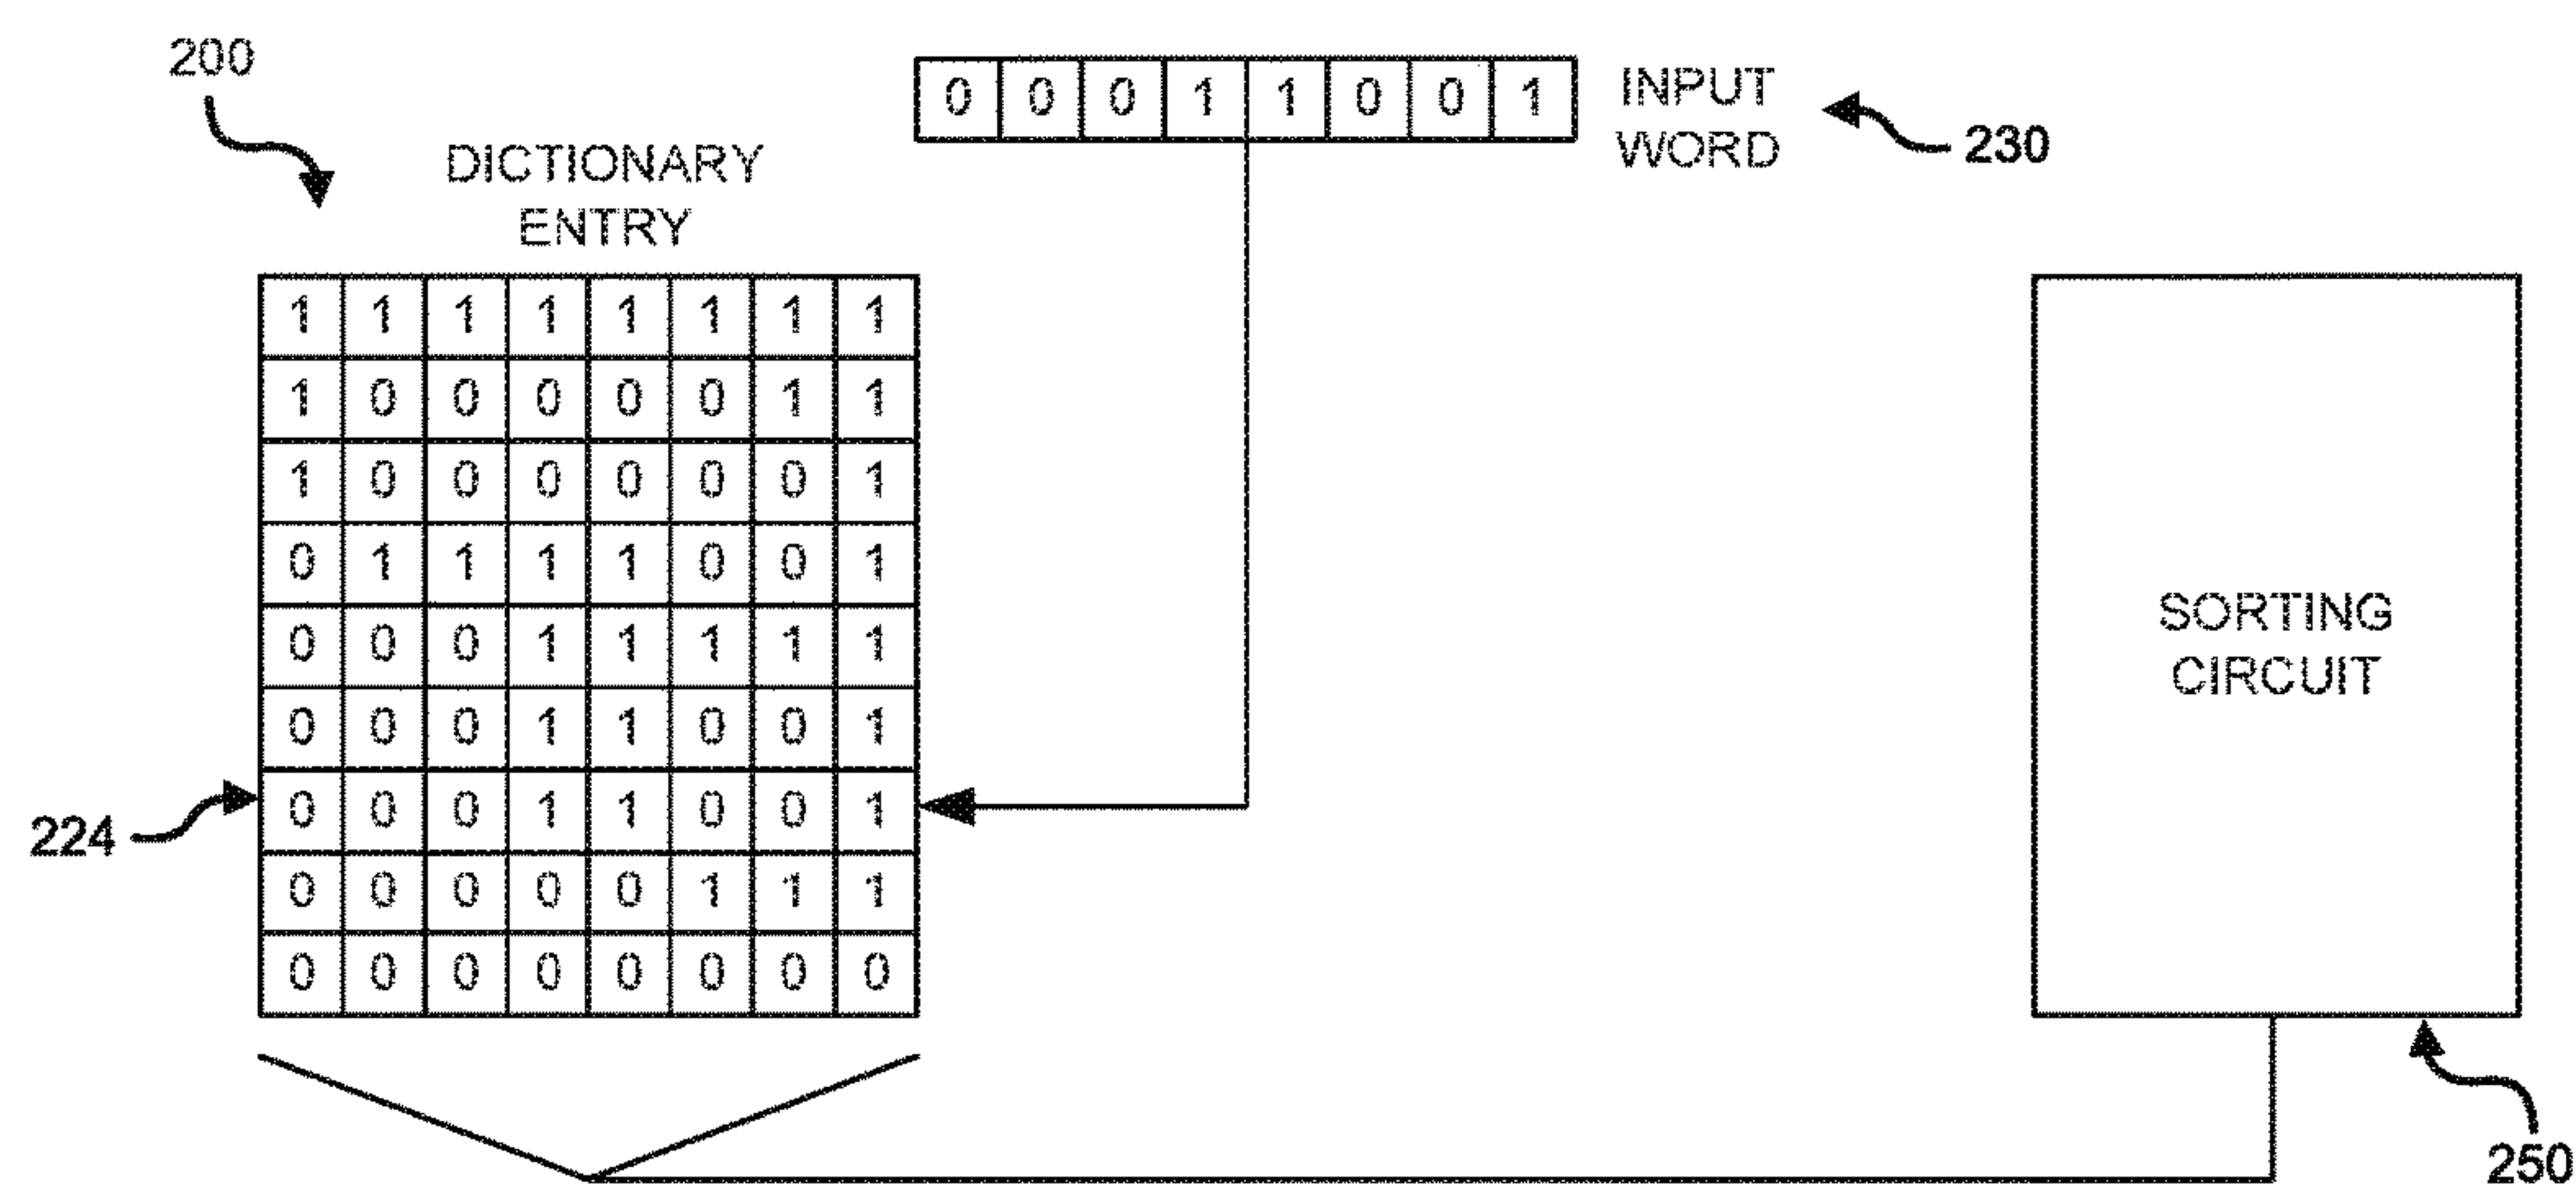 200
0 0 0 1 1 0 0 1
INPUT
WORD
230
DICTIONARY
ENTRY
1 1 1 1 1 1 1 1
1 0 0 0 0 0 1 1
1 0 0 0 0 0 0 1
0 1 1 1 1 0 0 1
0 0 0 1 1 1 1 1
0 0 0 1 1 0 0 1
0 0 0 1 1 0 0 1
0 0 0 0 0 1 1 1
0 0 0 0 0 0 0 0
224
SORTING
CIRCUIT
250